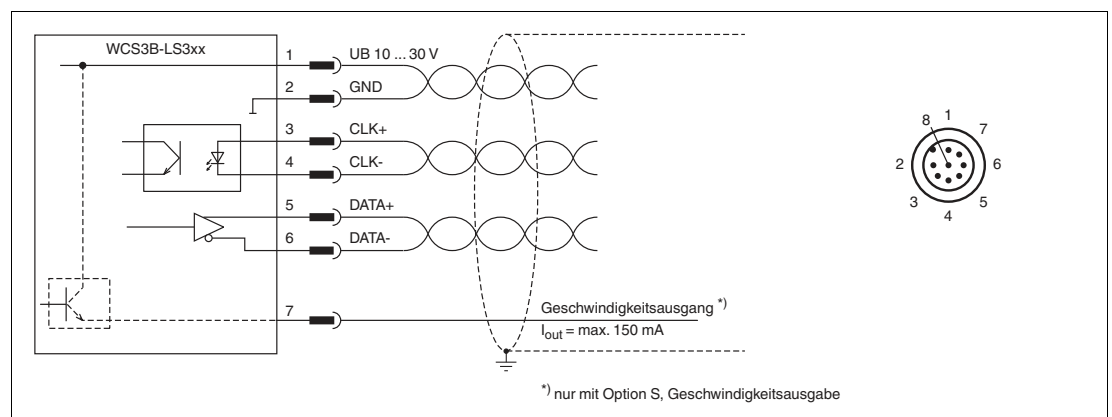 WCS3B-LS3xx
1 UB 10 ... 30 V
2 GND
3 CLK+
4 CLK-
5 DATA+
6 DATA-
7 Geschwindigkeitsausgang *)
I_out = max. 150 mA
*) nur mit Option S, Geschwindigkeitsausgabe
8 1 7
2 6
3 4 5